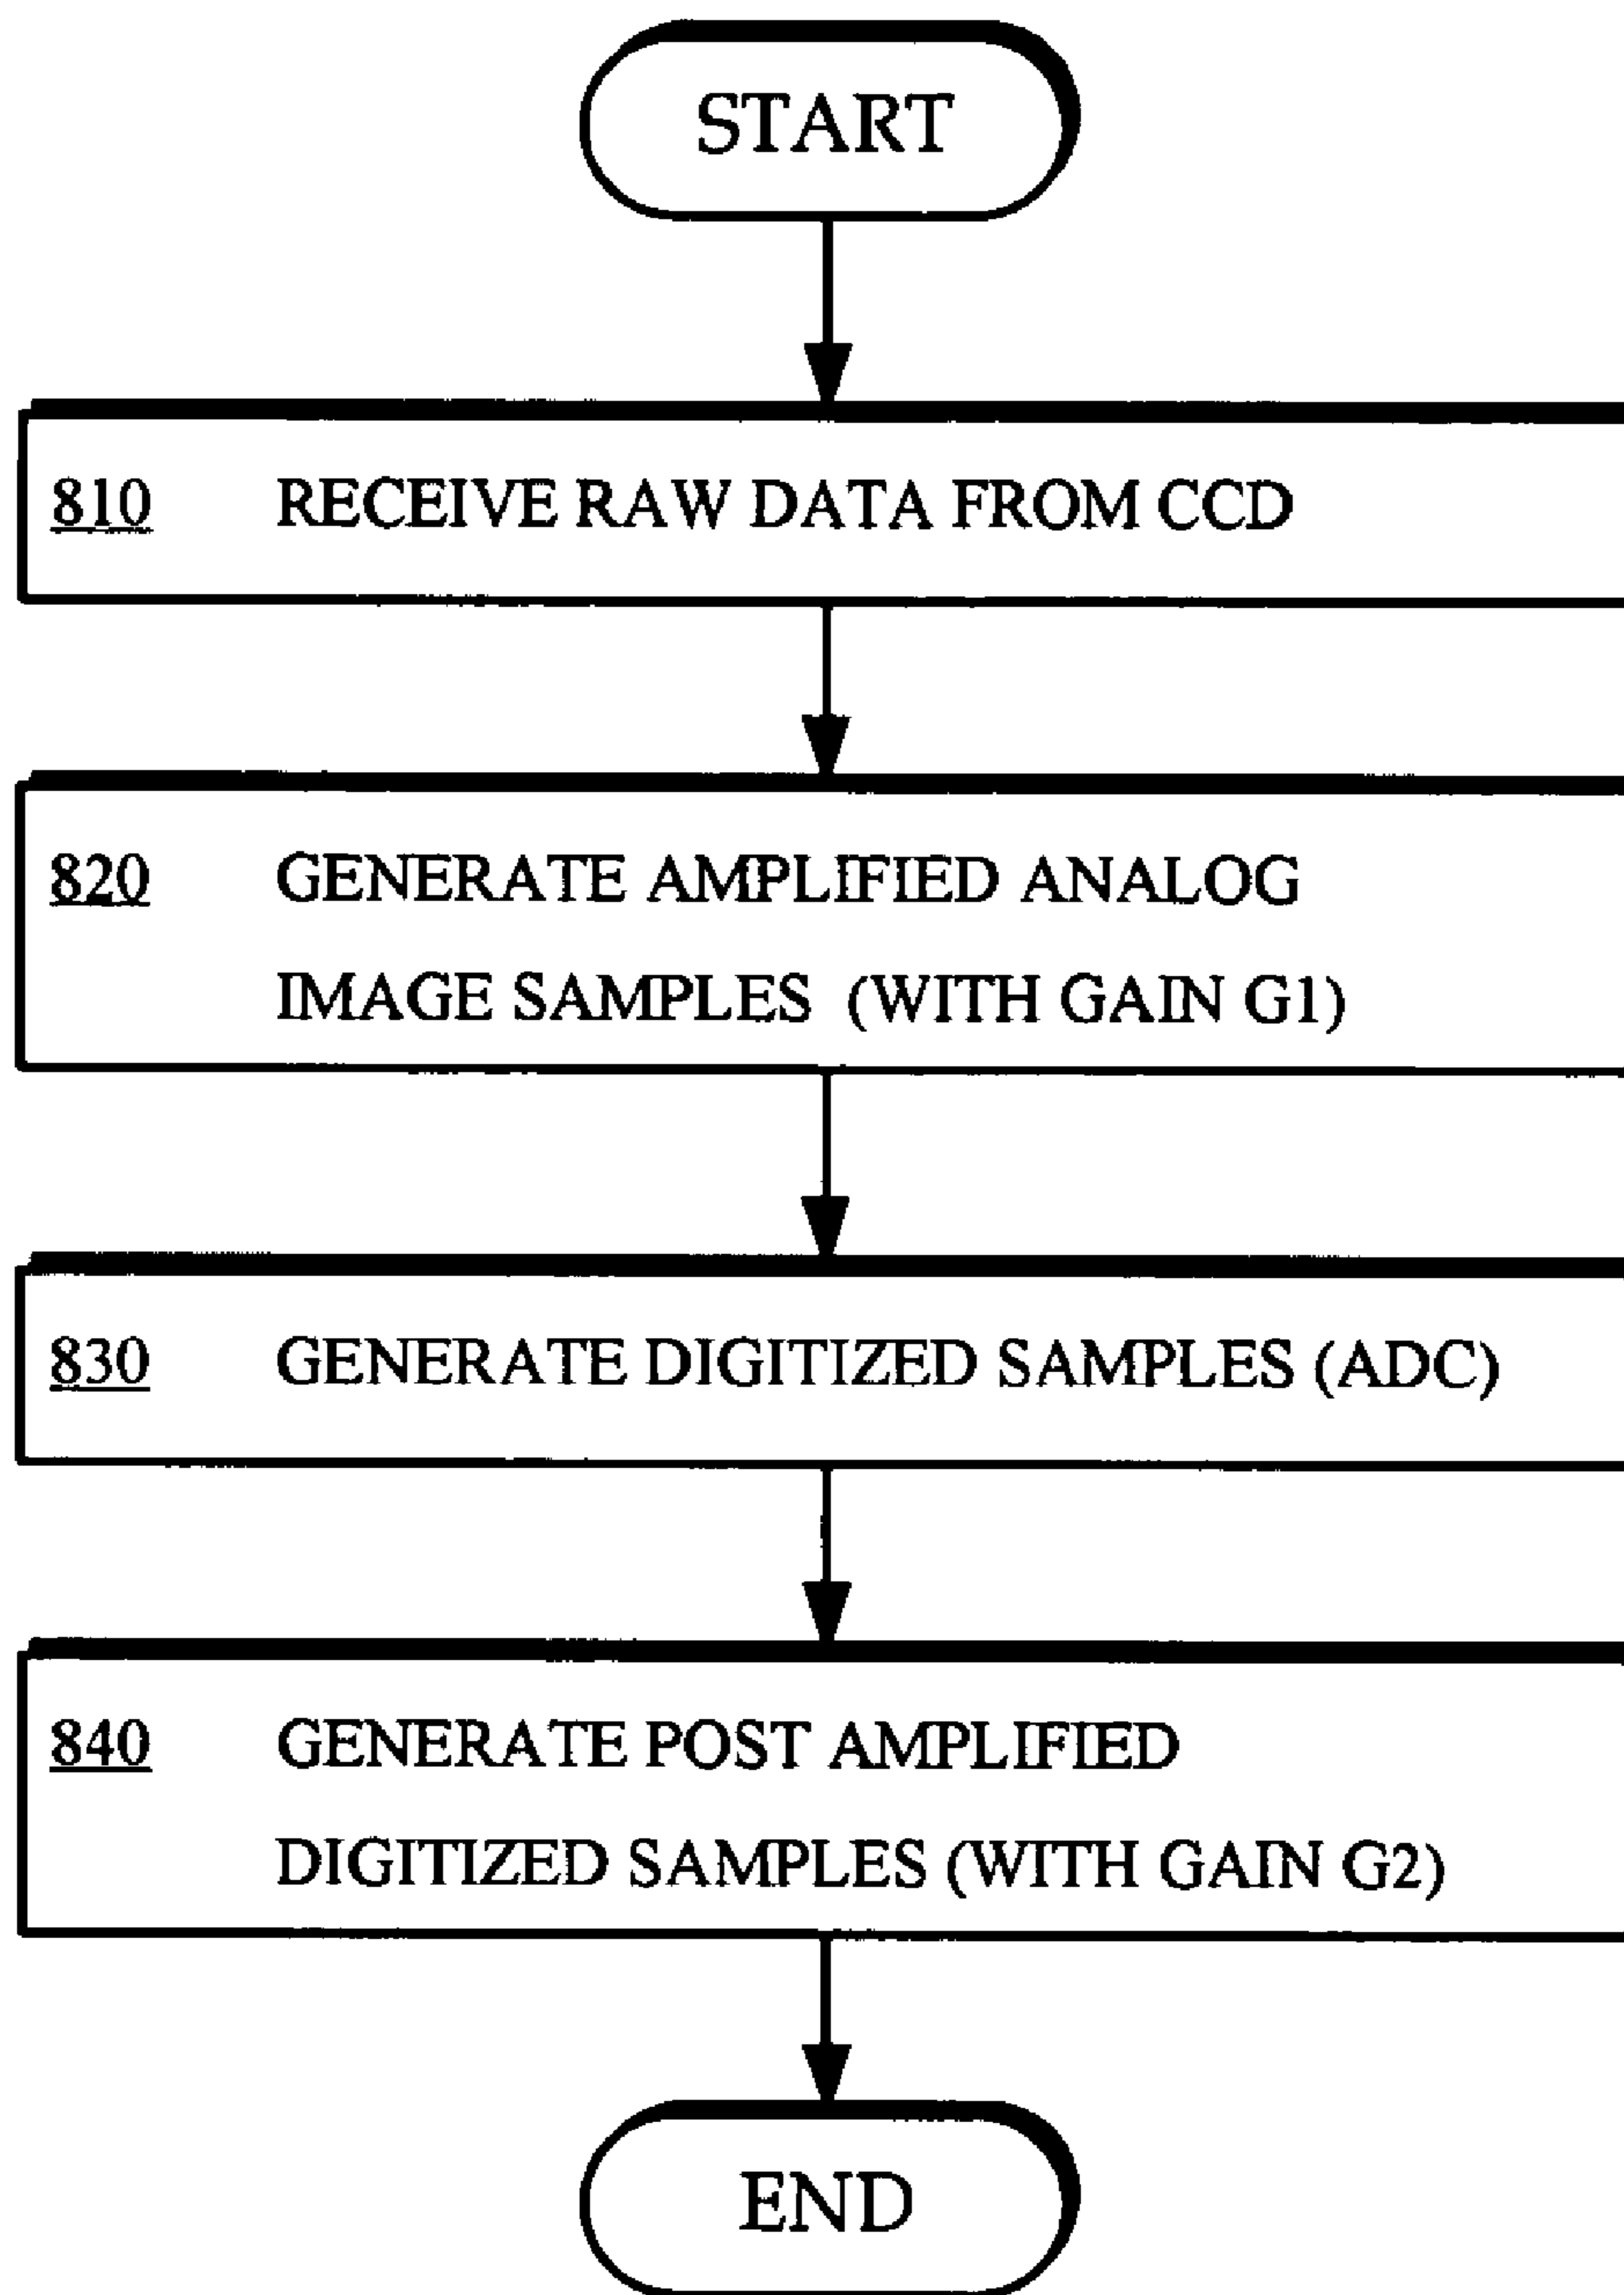 START
810 RECEIVE RAW DATA FROM CCD
820 GENERATE AMPLIFIED ANALOG
IMAGE SAMPLES (WITH GAIN G1)
830 GENERATE DIGITIZED SAMPLES (ADC)
840 GENERATE POST AMPLIFIED
DIGITIZED SAMPLES (WITH GAIN G2)
END